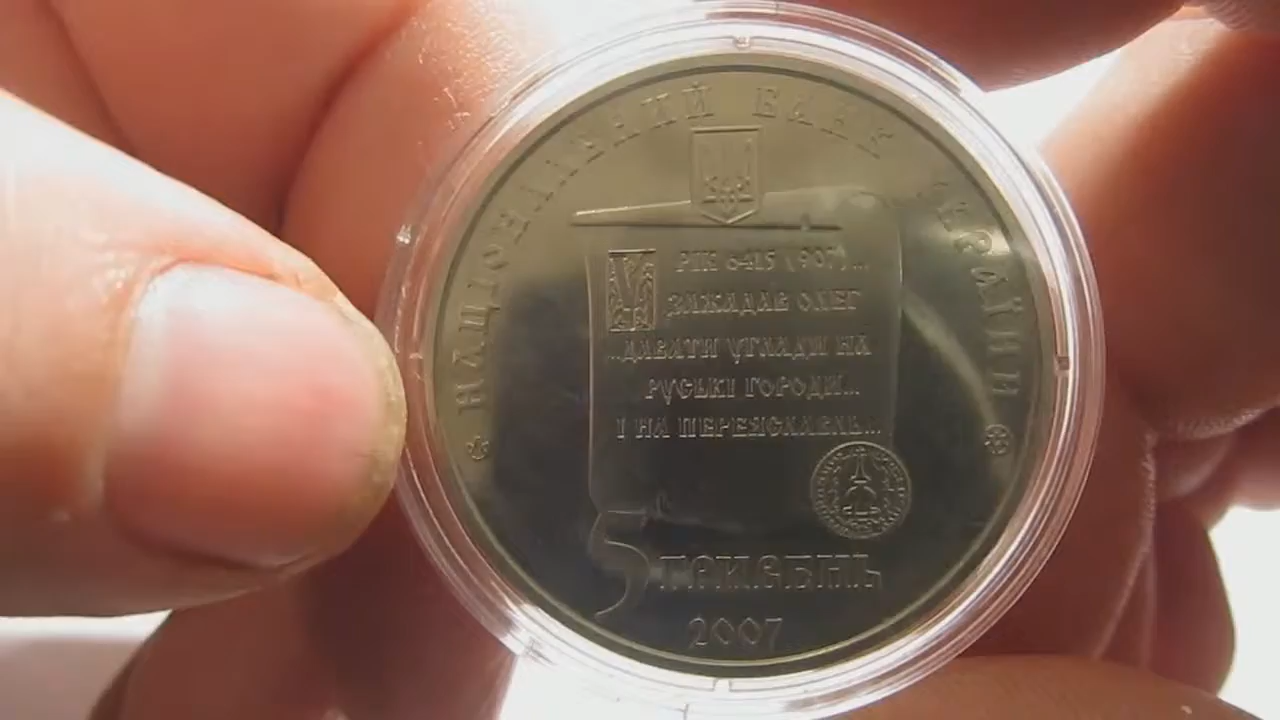 НАЦІОНАЛЬНИЙ БАНК УКРАЇНИ
У РІК 6415 (907)...
ЗАЖАДАВ ОЛЕГ
...ДАВАТИ УГЛАДИ НА
РУСЬКІ ГОРОДИ...
І НА ПЕРЕЯСЛАВЛЬ...
5 ГРИВЕНЬ
2007